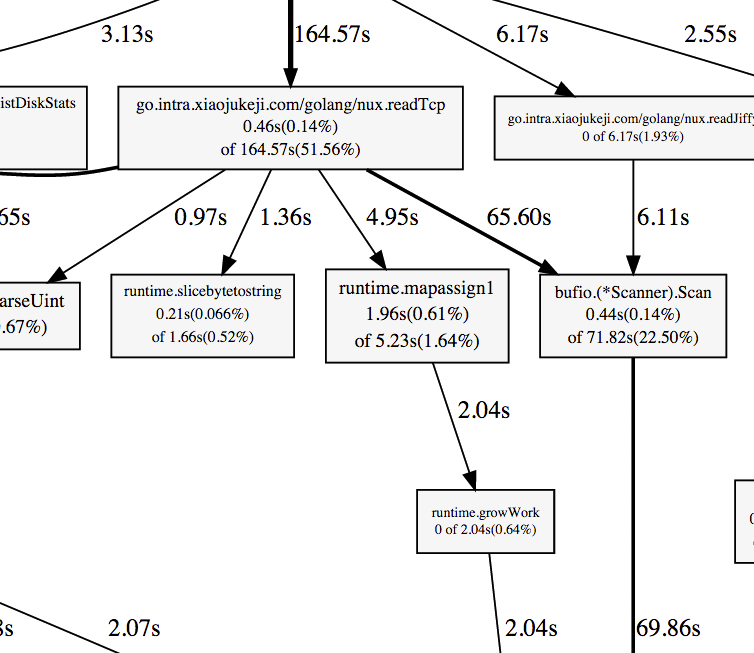 3.13s
164.57s
6.17s
2.55s
istDiskStats
go.intra.xiaojukeji.com/golang/nux.readTcp
0.46s(0.14%)
of 164.57s(51.56%)
go.intra.xiaojukeji.com/golang/nux.readJiffy
0 of 6.17s(1.93%)
65s
0.97s
1.36s
4.95s
65.60s
6.11s
arseUint
.67%)
runtime.slicebytetostring
0.21s(0.066%)
of 1.66s(0.52%)
runtime.mapassign1
1.96s(0.61%)
of 5.23s(1.64%)
bufio.(*Scanner).Scan
0.44s(0.14%)
of 71.82s(22.50%)
2.04s
runtime.growWork
0 of 2.04s(0.64%)
2.07s
2.04s
69.86s